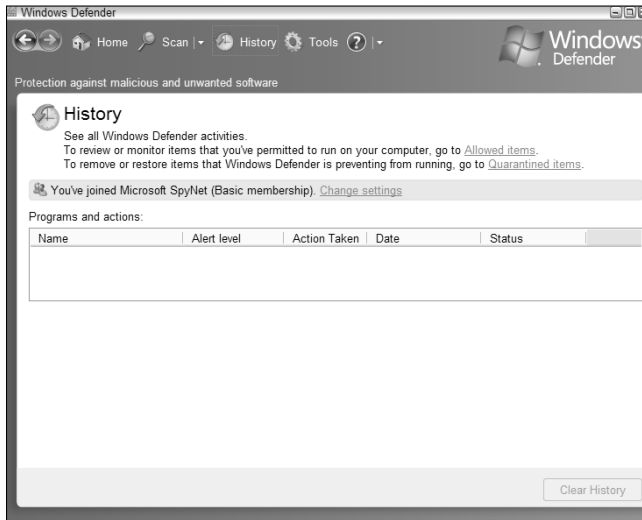 Windows Defender
Home Scan History Tools ?
Windows
Defender
Protection against malicious and unwanted software
History
See all Windows Defender activities.
To review or monitor items that you've permitted to run on your computer, go to Allowed items.
To remove or restore items that Windows Defender is preventing from running, go to Quarantined items.
You've joined Microsoft SpyNet (Basic membership). Change settings
Programs and actions:
Name Alert level Action Taken Date Status
Clear History